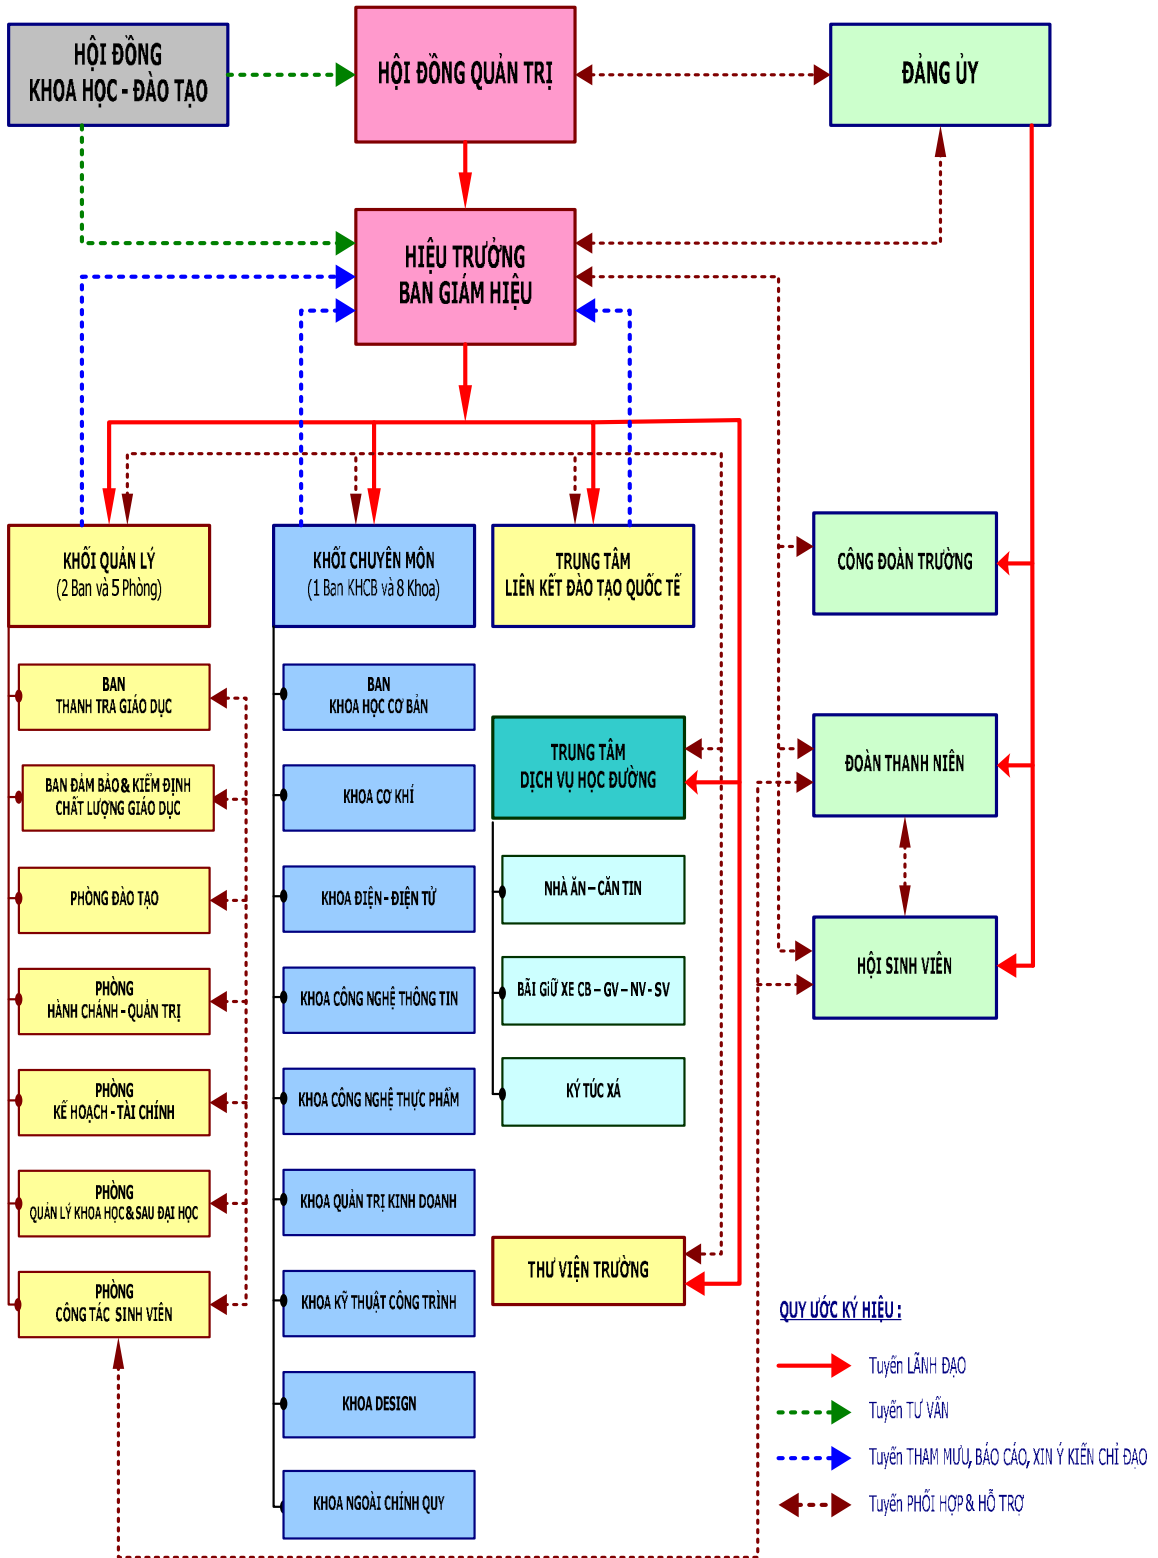 HỘI ĐỒNG
KHOA HỌC - ĐÀO TẠO
HỘI ĐỒNG QUẢN TRỊ
ĐẢNG ỦY
HIỆU TRƯỞNG
BAN GIÁM HIỆU
KHỐI QUẢN LÝ
(2 Ban và 5 Phòng)
BAN
THANH TRA GIÁO DỤC
BAN ĐẢM BẢO & KIỂM ĐỊNH
CHẤT LƯỢNG GIÁO DỤC
PHÒNG ĐÀO TẠO
PHÒNG
HÀNH CHÁNH - QUẢN TRỊ
PHÒNG
KẾ HOẠCH - TÀI CHÍNH
PHÒNG
QUẢN LÝ KHOA HỌC & SAU ĐẠI HỌC
PHÒNG
CÔNG TÁC SINH VIÊN
KHỐI CHUYÊN MÔN
(1 Ban KHCB và 8 Khoa)
BAN
KHOA HỌC CƠ BẢN
KHOA CƠ KHÍ
KHOA ĐIỆN - ĐIỆN TỬ
KHOA CÔNG NGHỆ THÔNG TIN
KHOA CÔNG NGHỆ THỰC PHẨM
KHOA QUẢN TRỊ KINH DOANH
KHOA KỸ THUẬT CÔNG TRÌNH
KHOA DESIGN
KHOA NGOÀI CHÍNH QUY
TRUNG TÂM
LIÊN KẾT ĐÀO TẠO QUỐC TẾ
TRUNG TÂM
DỊCH VỤ HỌC ĐƯỜNG
NHÀ ĂN – CĂN TIN
BÃI GIỮ XE CB – GV – NV - SV
KÝ TÚC XÁ
THƯ VIỆN TRƯỜNG
CÔNG ĐOÀN TRƯỜNG
ĐOÀN THANH NIÊN
HỘI SINH VIÊN
QUY ƯỚC KÝ HIỆU :
Tuyến LÃNH ĐẠO
Tuyến TƯ VẤN
Tuyến THAM MƯU, BÁO CÁO, XIN Ý KIẾN CHỈ ĐẠO
Tuyến PHỐI HỢP & HỖ TRỢ